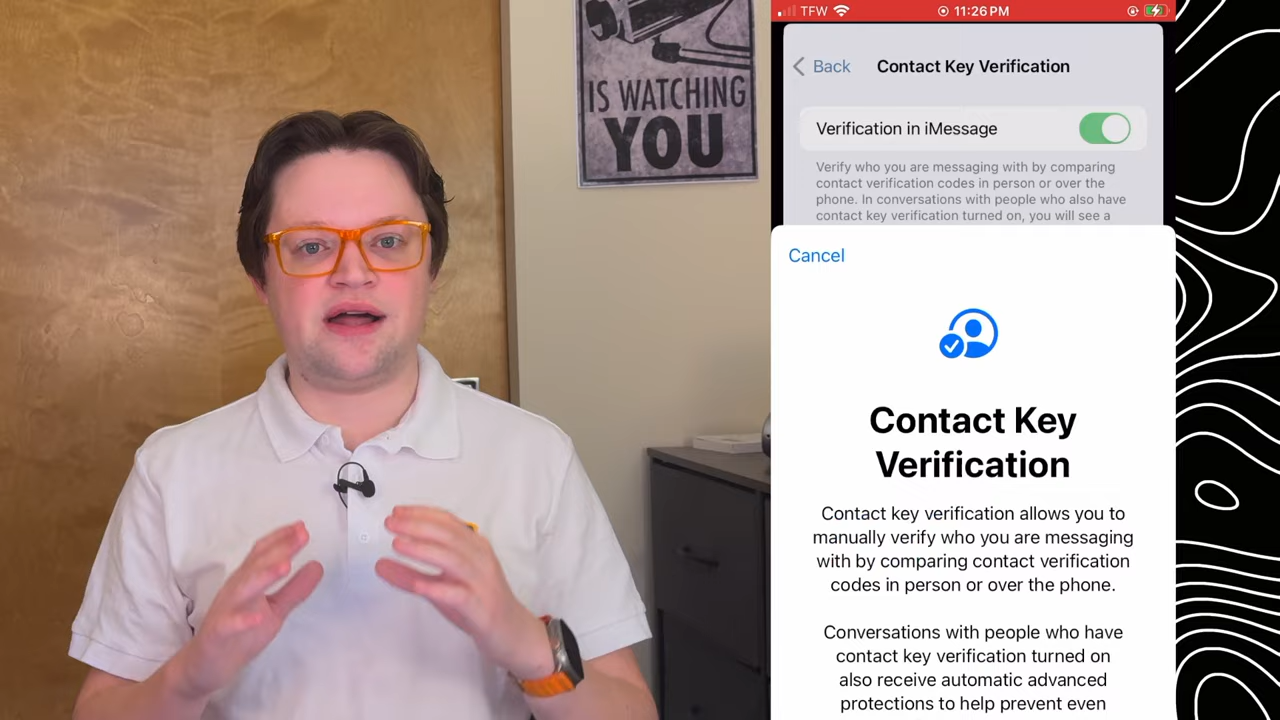 IS WATCHING
YOU
TFW
11:26 PM
Back
Contact Key Verification
Verification in iMessage
Verify who you are messaging with by comparing
contact verification codes in person or over the
phone. In conversations with people who also have
contact key verification turned on, you will see a
Cancel
Contact Key
Verification
Contact key verification allows you to
manually verify who you are messaging
with by comparing contact verification
codes in person or over the phone.
Conversations with people who have
contact key verification turned on
also receive automatic advanced
protections to help prevent even